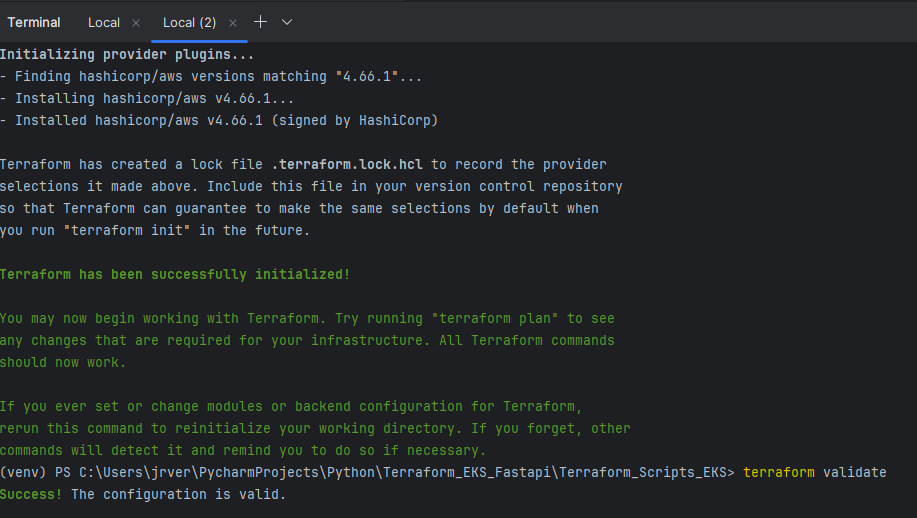 Terminal Local × Local (2) ×
Initializing provider plugins...
- Finding hashicorp/aws versions matching "4.66.1"...
- Installing hashicorp/aws v4.66.1...
- Installed hashicorp/aws v4.66.1 (signed by HashiCorp)
Terraform has created a lock file .terraform.lock.hcl to record the provider
selections it made above. Include this file in your version control repository
so that Terraform can guarantee to make the same selections by default when
you run "terraform init" in the future.
Terraform has been successfully initialized!
You may now begin working with Terraform. Try running "terraform plan" to see
any changes that are required for your infrastructure. All Terraform commands
should now work.
If you ever set or change modules or backend configuration for Terraform,
rerun this command to reinitialize your working directory. If you forget, other
commands will detect it and remind you to do so if necessary.
(venv) PS C:\Users\jrven\PycharmProjects\Python\Terraform_EKS_Fastapi\Terraform_Scripts_EKS> terraform validate
Success! The configuration is valid.